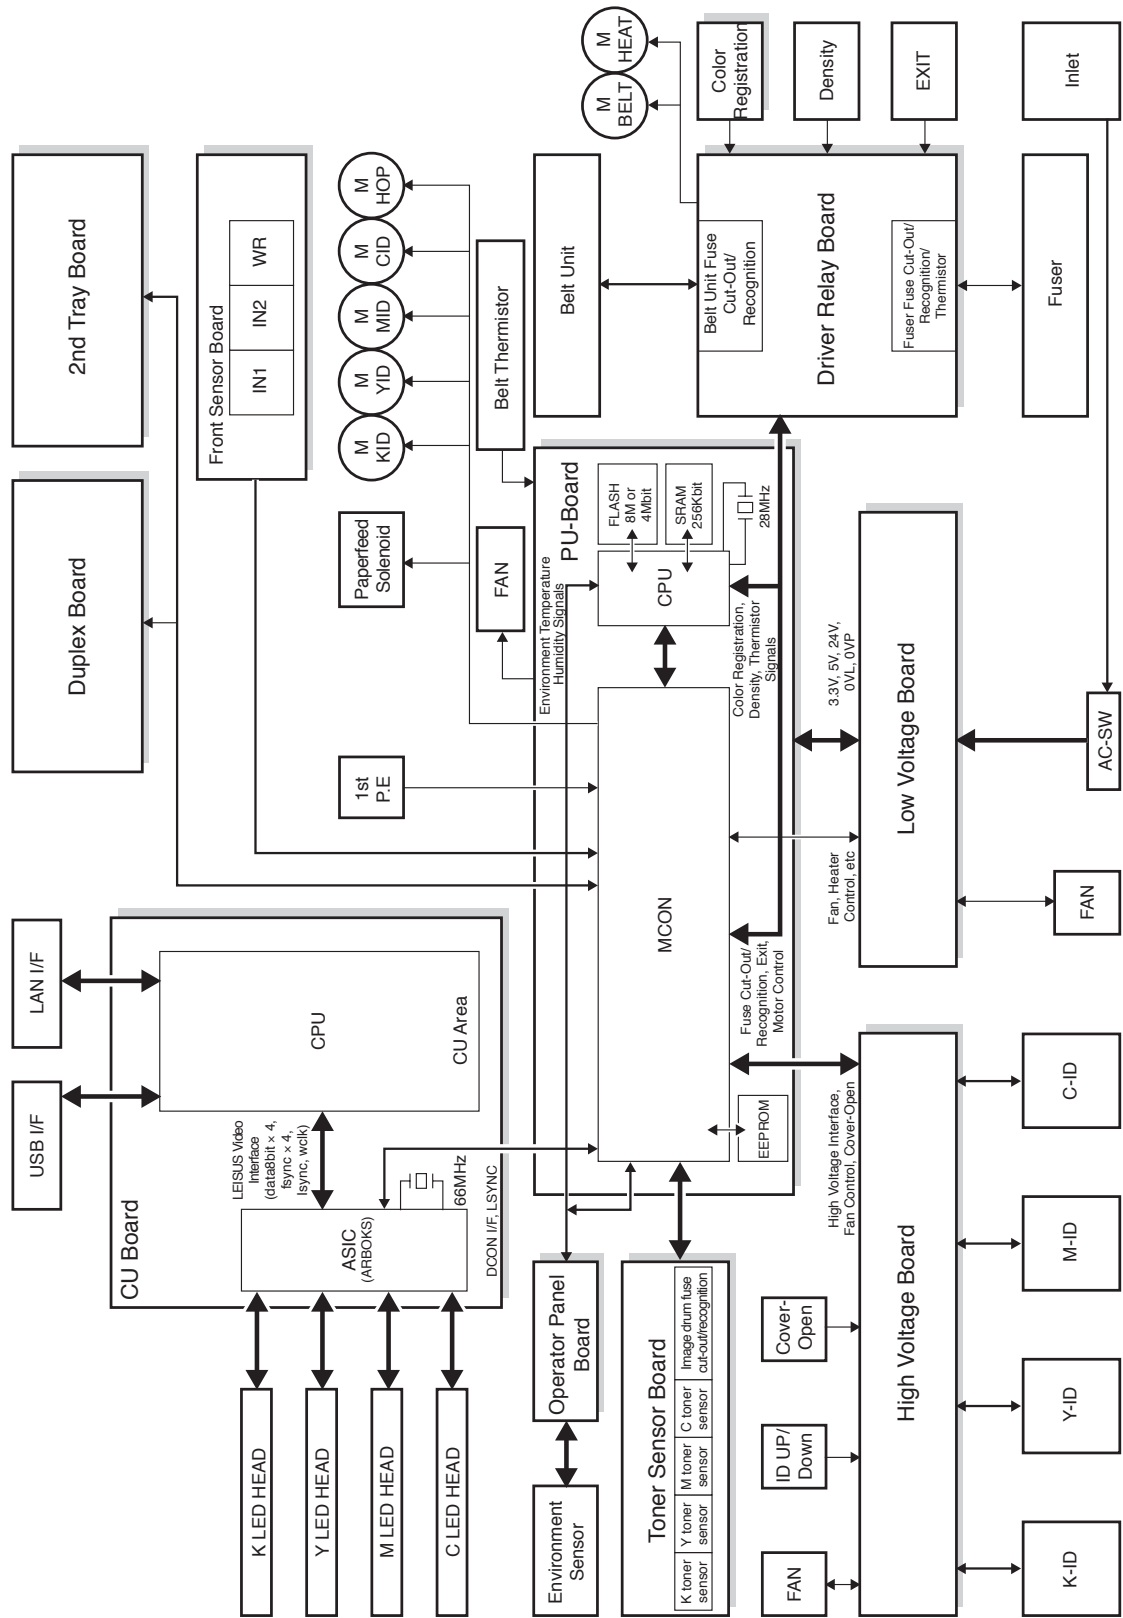 K LED HEAD
Y LED HEAD
M LED HEAD
C LED HEAD
USB I/F
LAN I/F
CU Board
CPU
CU Area
LEISUS Video
Interface
(data8bit × 4,
fsync × 4,
lsync, wclk)
ASIC
(ARBOKS)
66MHz
DCON I/F, LSYNC
Duplex Board
2nd Tray Board
Front Sensor Board
IN1
IN2
WR
1st
P.E
Paperfeed
Solenoid
M
KID
M
YID
M
MID
M
CID
M
HOP
FAN
Belt Thermistor
Environment
Sensor
Operator Panel
Board
Toner Sensor Board
K toner
sensor
Y toner
sensor
M toner
sensor
C toner
sensor
Image drum fuse
cut-out/recognition
PU-Board
Environment Temperature
Humidity Signals
MCON
CPU
FLASH
8M or
4Mbit
SRAM
256Kbit
28MHz
EEPROM
Fuse Cut-Out/
Recognition, Exit,
Motor Control
Color Registration,
Density, Thermistor
Signals
Belt Unit
M
BELT
M
HEAT
Driver Relay Board
Belt Unit Fuse
Cut-Out/
Recognition
Fuser Fuse Cut-Out/
Recognition/
Thermistor
Color
Registration
Density
EXIT
Inlet
Fuser
FAN
ID UP/
Down
Cover-
Open
High Voltage Interface,
Fan Control, Cover-Open
Fan, Heater
Control, etc
3.3V, 5V, 24V,
0VL, 0VP
High Voltage Board
Low Voltage Board
K-ID
Y-ID
M-ID
C-ID
FAN
AC-SW